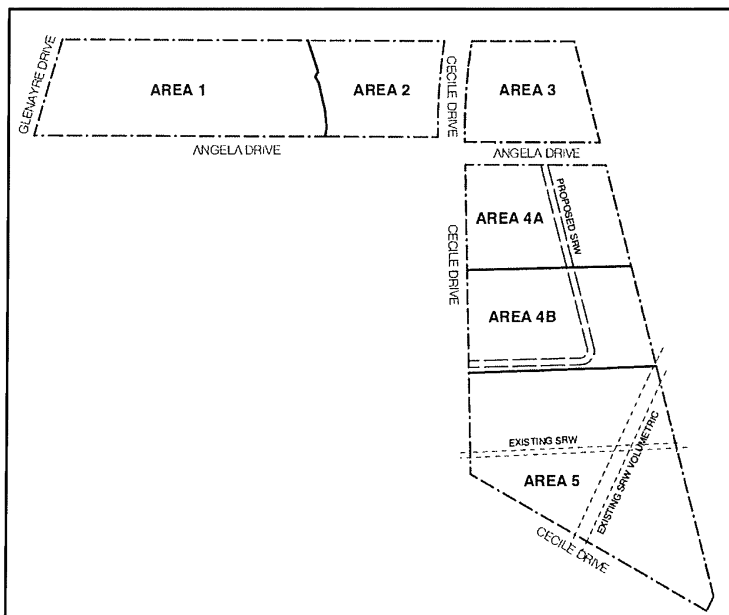 GLENAYRE DRIVE
AREA 1
AREA 2
CECILE DRIVE
AREA 3
ANGELA DRIVE
ANGELA DRIVE
AREA 4A
PROPOSED SRW
CECILE DRIVE
AREA 4B
EXISTING SRW
EXISTING SRW VOLUMETRIC
AREA 5
CECILE DRIVE